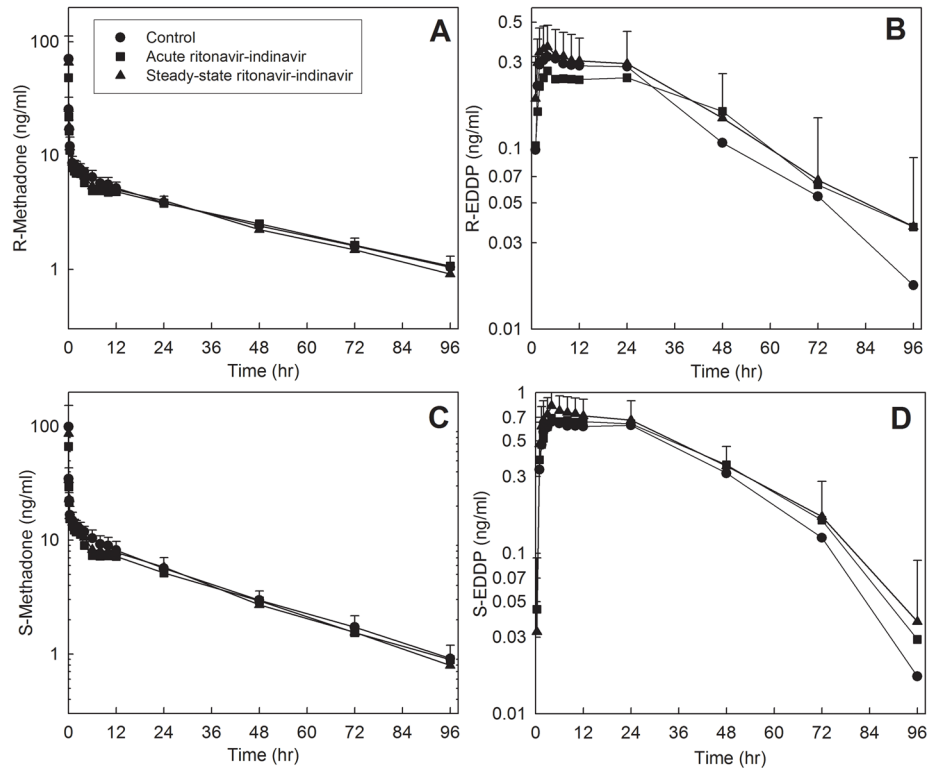 A
Control
Acute ritonavir-indinavir
Steady-state ritonavir-indinavir
R-Methadone (ng/ml)
100
10
1
0 12 24 36 48 60 72 84 96
Time (hr)
B
R-EDDP (ng/ml)
0.5
0.3
0.1
0.07
0.05
0.03
0.01
0 12 24 36 48 60 72 84 96
Time (hr)
C
S-Methadone (ng/ml)
100
10
1
0 12 24 36 48 60 72 84 96
Time (hr)
D
S-EDDP (ng/ml)
1
0.7
0.5
0.3
0.1
0.07
0.05
0.03
0.01
0 12 24 36 48 60 72 84 96
Time (hr)